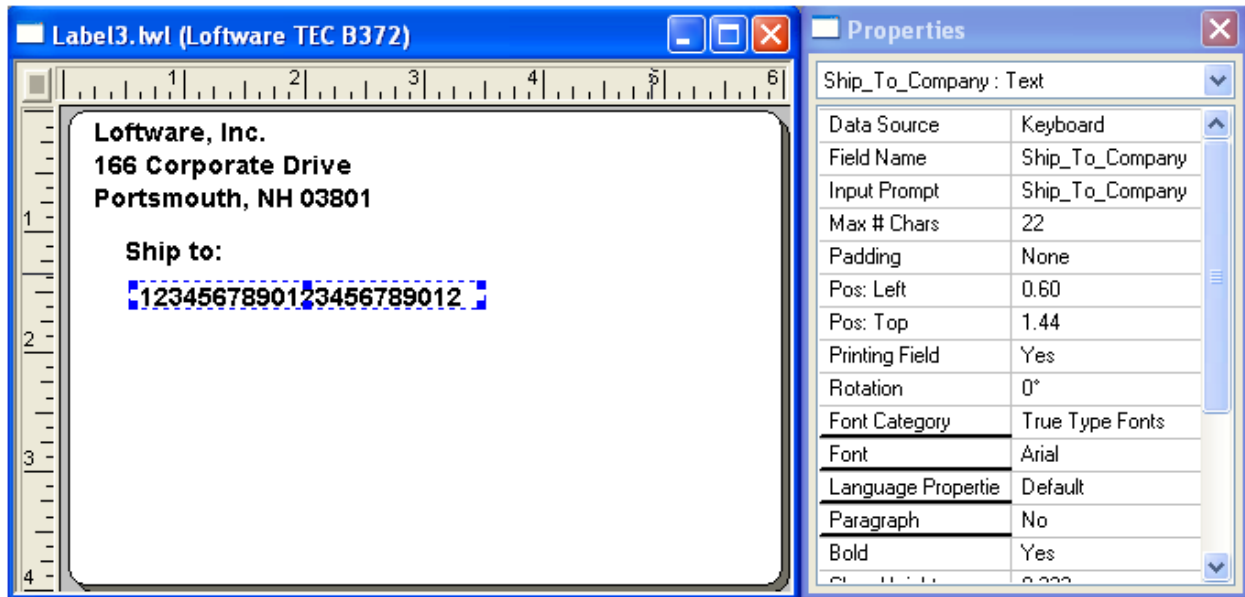 Label3.lwl (Loftware TEC B372)
1 2 3 4 5 6
1
2
3
4
Loftware, Inc.
166 Corporate Drive
Portsmouth, NH 03801
Ship to:
1234567890123456789012
Properties
Ship_To_Company : Text
Data Source Keyboard
Field Name Ship_To_Company
Input Prompt Ship_To_Company
Max # Chars 22
Padding None
Pos: Left 0.60
Pos: Top 1.44
Printing Field Yes
Rotation 0°
Font Category True Type Fonts
Font Arial
Language Propertie Default
Paragraph No
Bold Yes